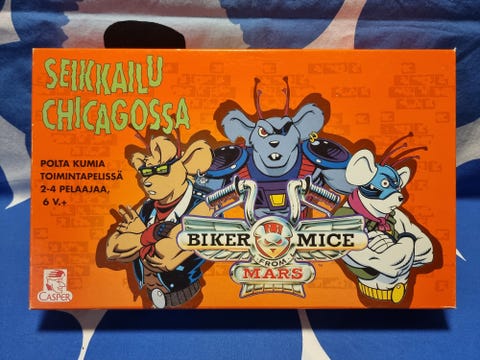 SEIKKAILU
CHICAGOSSA
POLTA KUMIA
TOIMINTAPELISSÄ
2-4 PELAAJAA,
6 V.+
BIKER MICE
FROM
MARS
CASPER